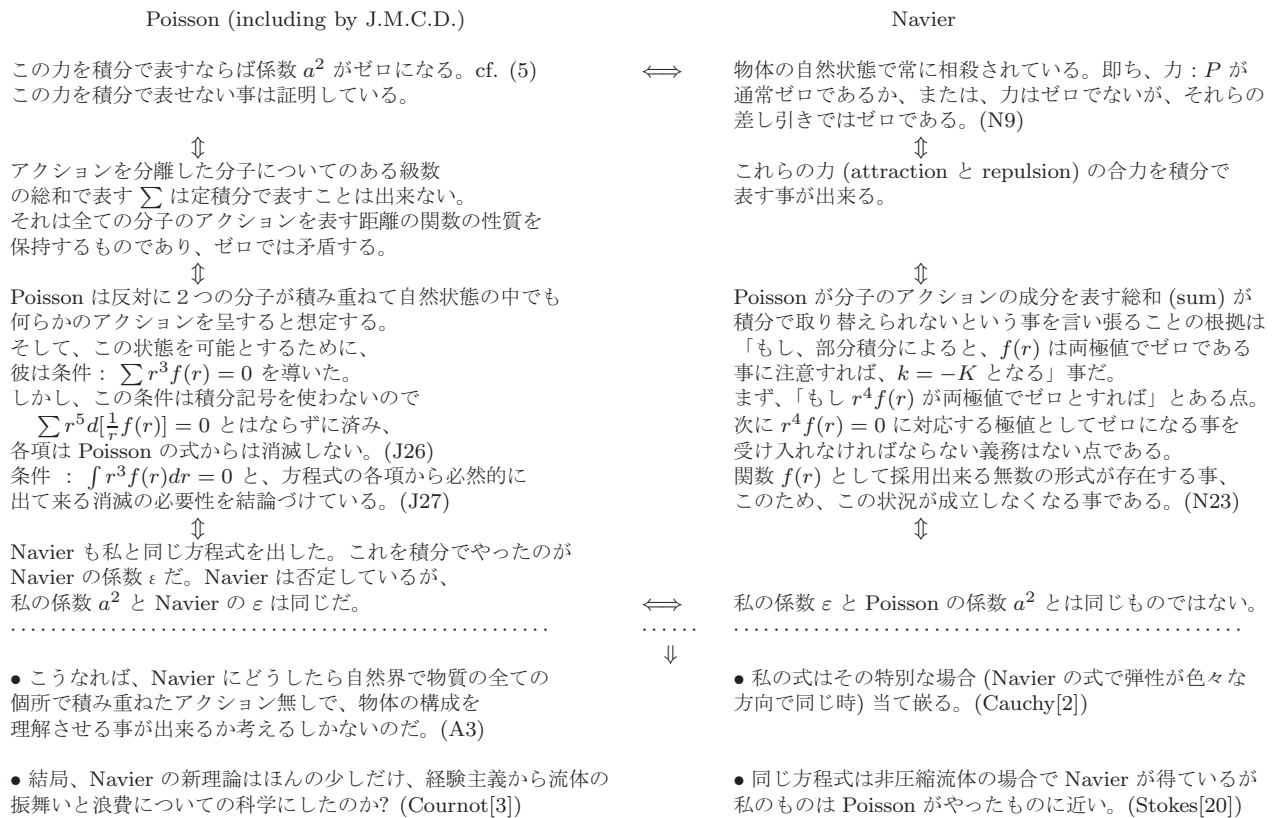 Poisson (including by J.M.C.D.)
Navier
この力を積分で表すならば係数 a² がゼロになる。cf. (5)
この力を積分で表せない事は証明している。
⟺
物体の自然状態で常に相殺されている。即ち、力 : P が
通常ゼロであるか、または、力はゼロでないが、それらの
差し引きではゼロである。(N9)
⇕
⇕
アクションを分離した分子についてのある級数
の総和で表す ∑ は定積分で表すことは出来ない。
それは全ての分子のアクションを表す距離の関数の性質を
保持するものであり、ゼロでは矛盾する。
これらの力 (attraction と repulsion) の合力を積分で
表す事が出来る。
⇕
⇕
Poisson は反対に２つの分子が積み重ねて自然状態の中でも
何らかのアクションを呈すると想定する。
そして、この状態を可能とするために、
彼は条件 : ∑ r³f(r) = 0 を導いた。
しかし、この条件は積分記号を使わないので
∑ r⁵d[1/r f(r)] = 0 とはならずに済み、
各項は Poisson の式からは消滅しない。(J26)
条件 : ∫ r³f(r)dr = 0 と、方程式の各項から必然的に
出て来る消滅の必要性を結論づけている。(J27)
Poisson が分子のアクションの成分を表す総和 (sum) が
積分で取り替えられないという事を言い張ることの根拠は
「もし、部分積分によると、f(r) は両極値でゼロである
事に注意すれば、k = −K となる」事だ。
まず、「もし r⁴f(r) が両極値でゼロとすれば」とある点。
次に r⁴f(r) = 0 に対応する極値としてゼロになる事を
受け入れなければならない義務はない点である。
関数 f(r) として採用出来る無数の形式が存在する事、
このため、この状況が成立しなくなる事である。(N23)
⇕
⇕
Navier も私と同じ方程式を出した。これを積分でやったのが
Navier の係数 ε だ。Navier は否定しているが、
私の係数 a² と Navier の ε は同じだ。
⟺
私の係数 ε と Poisson の係数 a² とは同じものではない。
⇓
• こうなれば、Navier にどうしたら自然界で物質の全ての
個所で積み重ねたアクション無しで、物体の構成を
理解させる事が出来るか考えるしかないのだ。(A3)
• 私の式はその特別な場合 (Navier の式で弾性が色々な
方向で同じ時) 当て嵌る。(Cauchy[2])
• 結局、Navier の新理論はほんの少しだけ、経験主義から流体の
振舞いと浪費についての科学にしたのか? (Cournot[3])
• 同じ方程式は非圧縮流体の場合で Navier が得ているが
私のものは Poisson がやったものに近い。(Stokes[20])